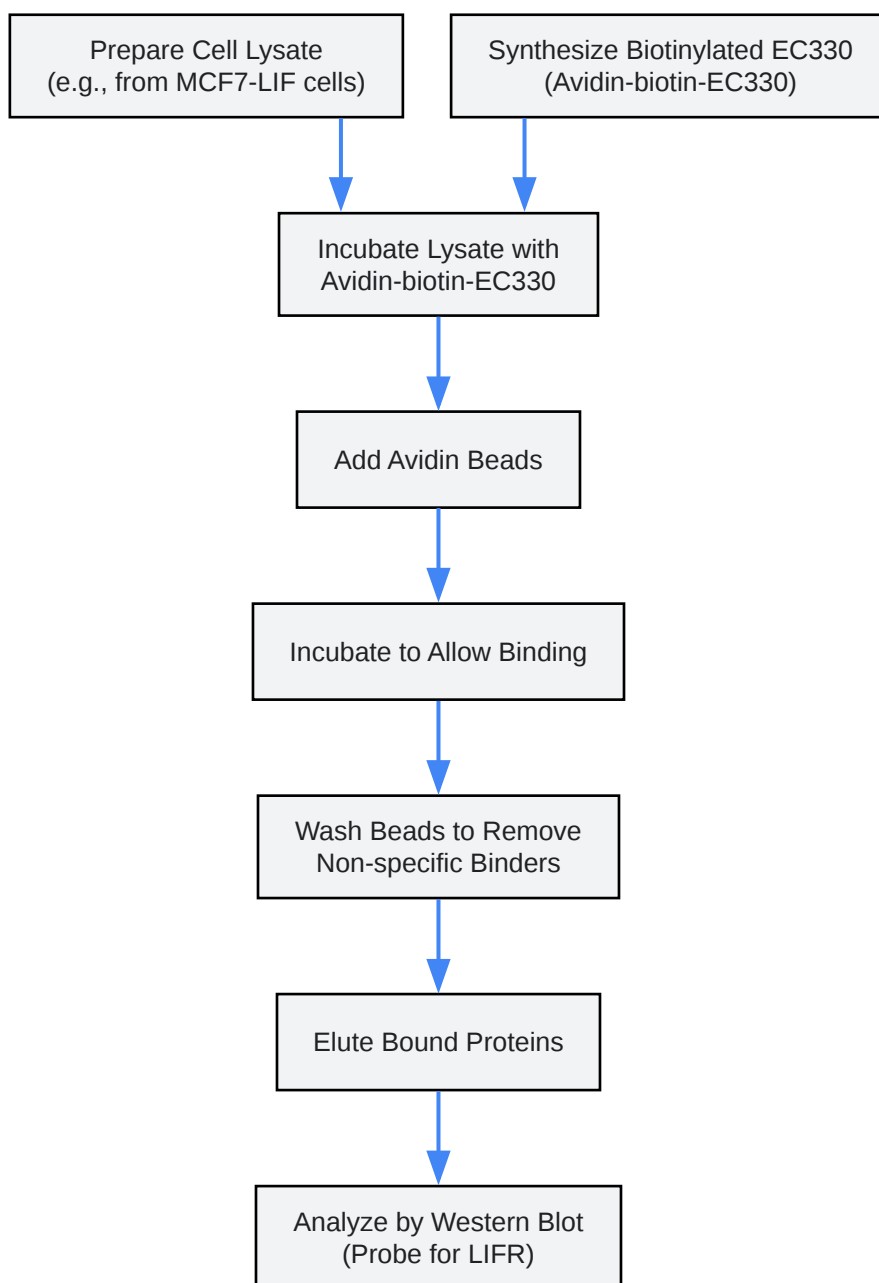 Prepare Cell Lysate
(e.g., from MCF7-LIF cells)
Synthesize Biotinylated EC330
(Avidin-biotin-EC330)
Incubate Lysate with
Avidin-biotin-EC330
Add Avidin Beads
Incubate to Allow Binding
Wash Beads to Remove
Non-specific Binders
Elute Bound Proteins
Analyze by Western Blot
(Probe for LIFR)